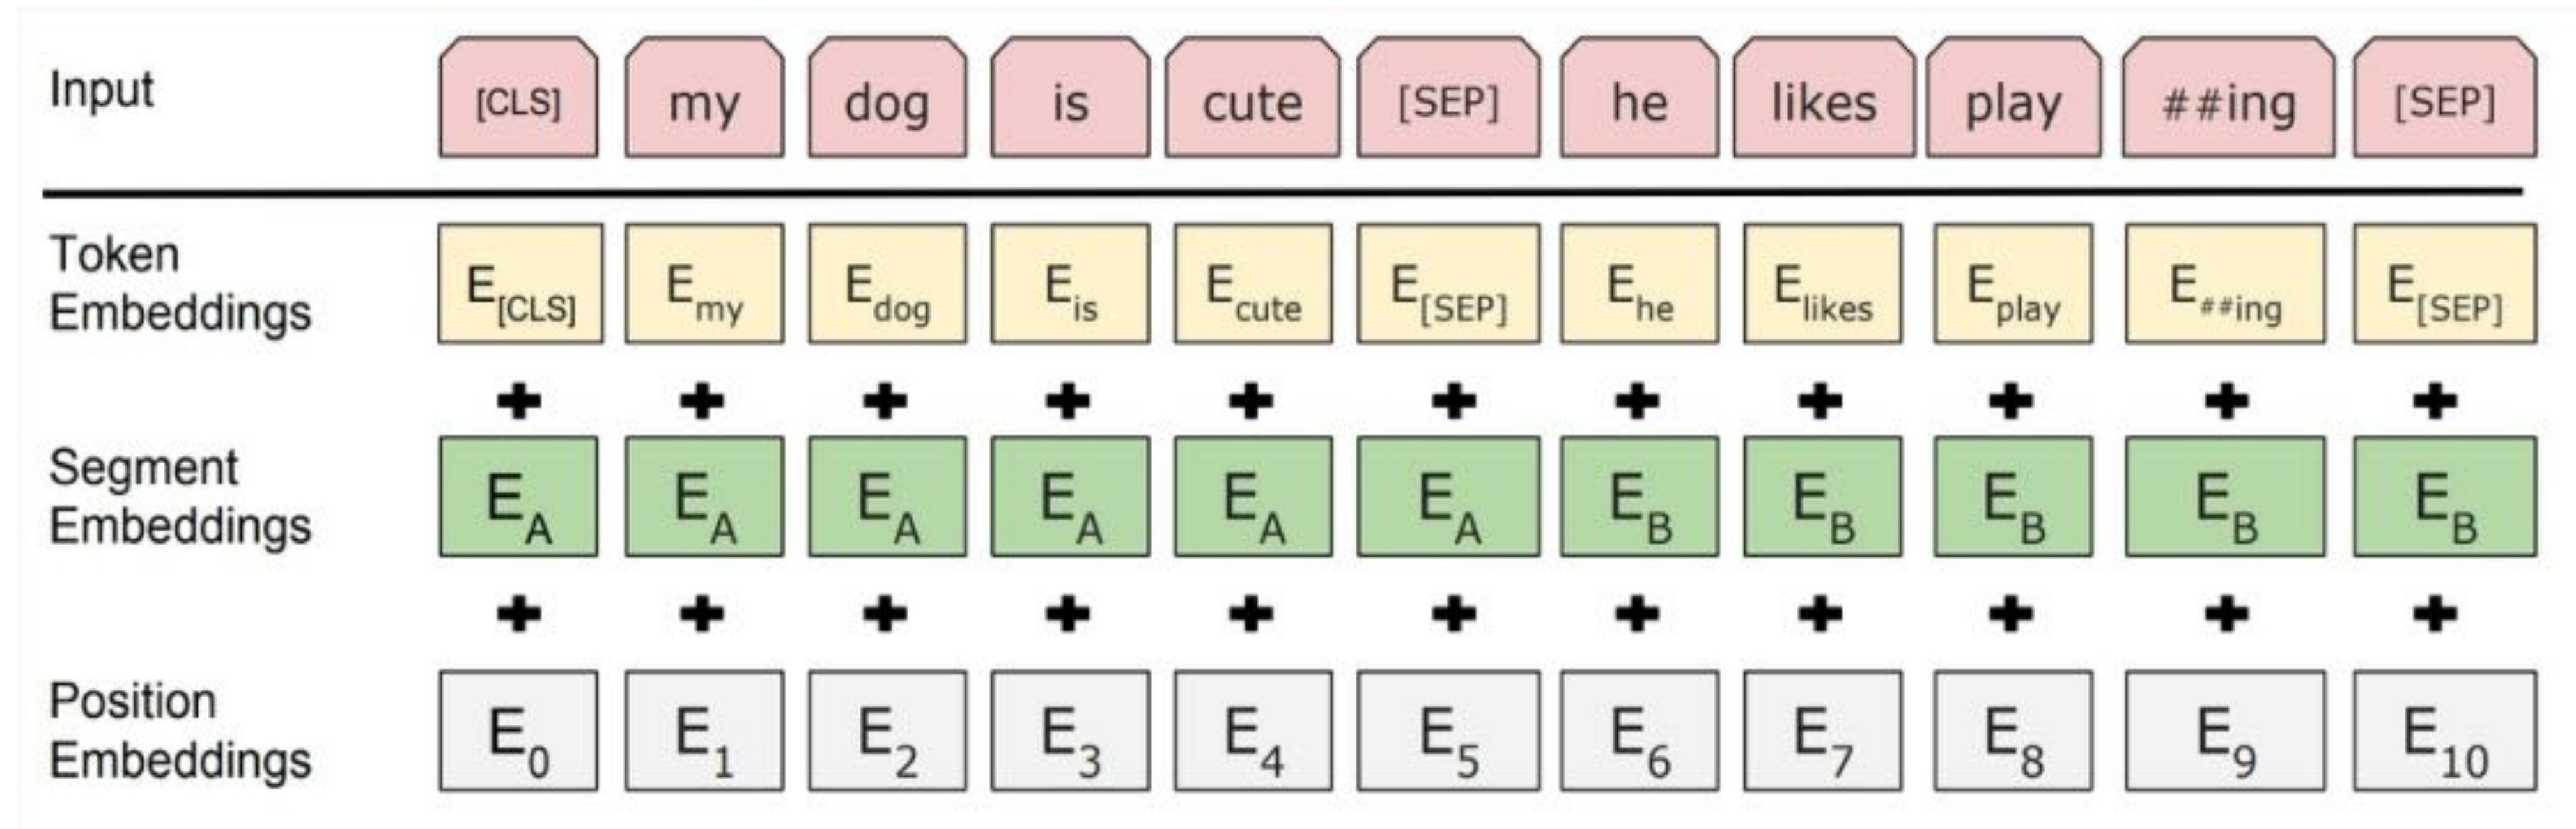 Input [CLS] my dog is cute [SEP] he likes play ##ing [SEP]
Token Embeddings E[CLS] Emy Edog Eis Ecute E[SEP] Ehe Elikes Eplay E##ing E[SEP]
+ + + + + + + + + + +
Segment Embeddings EA EA EA EA EA EA EB EB EB EB EB
+ + + + + + + + + + +
Position Embeddings E0 E1 E2 E3 E4 E5 E6 E7 E8 E9 E10